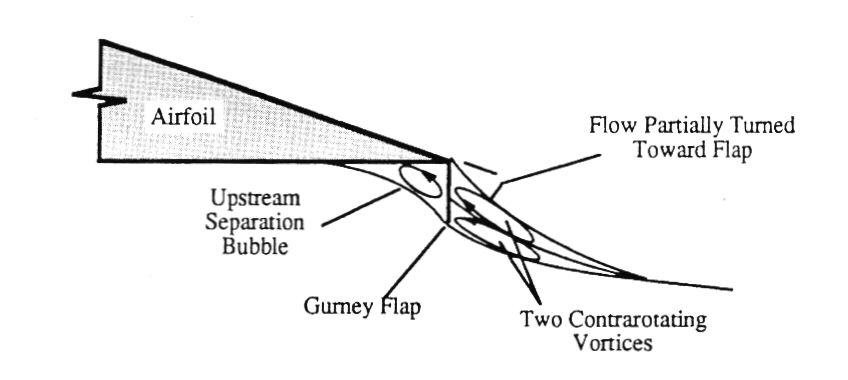 Airfoil
Flow Partially Turned
Toward Flap
Upstream
Separation
Bubble
Gurney Flap
Two Contrarotating
Vortices